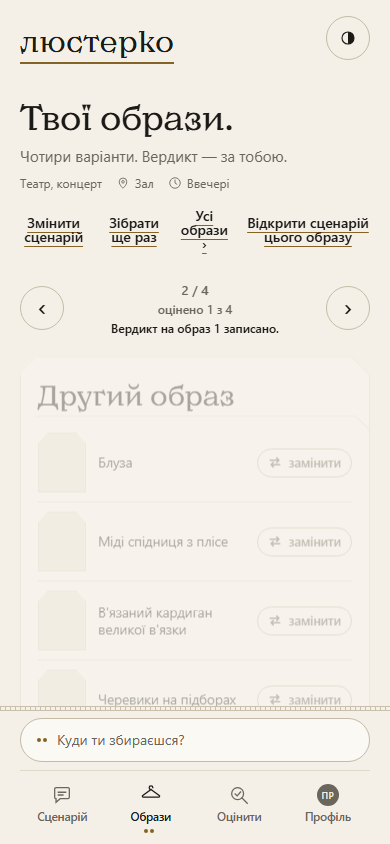 люстерко
Твої образи.
Чотири варіанти. Вердикт — за тобою.
Театр, концерт Зал Ввечері
Змінити сценарій
Зібрати ще раз
Усі образи ›
Відкрити сценарій цього образу
‹ 2 / 4 ›
оцінено 1 з 4
Вердикт на образ 1 записано.
Другий образ
Блуза замінити
Міді спідниця з плісе замінити
В'язаний кардиган великої в'язки замінити
Черевики на підборах замінити
Куди ти збираєшся?
Сценарій Образи Оцінити ПР Профіль